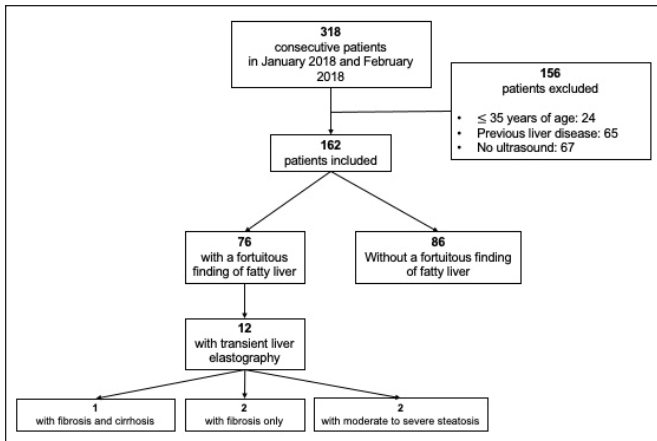 318
consecutive patients
in January 2018 and February
2018
156
patients excluded
• ≤ 35 years of age: 24
• Previous liver disease: 65
• No ultrasound: 67
162
patients included
76
with a fortuitous
finding of fatty liver
86
Without a fortuitous finding
of fatty liver
12
with transient liver
elastography
1
with fibrosis and cirrhosis
2
with fibrosis only
2
with moderate to severe steatosis